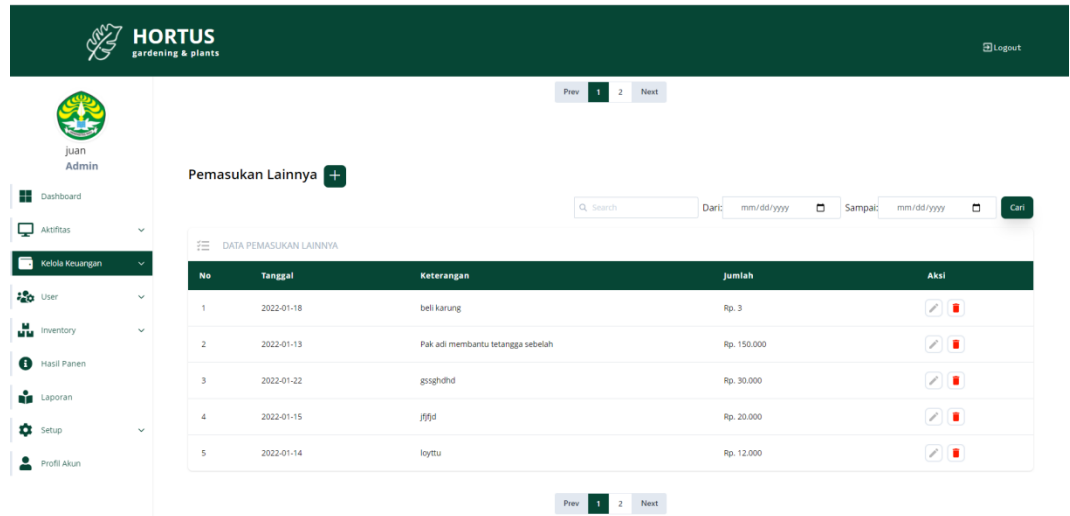 HORTUS
gardening & plants
Logout
juan
Admin
Dashboard
Aktifitas
Kelola Keuangan
User
Inventory
Hasil Panen
Laporan
Setup
Profil Akun
Prev 1 2 Next
Pemasukan Lainnya +
Search Dari: mm/dd/yyyy Sampai: mm/dd/yyyy Cari
DATA PEMASUKAN LAINNYA
No Tanggal Keterangan Jumlah Aksi
1 2022-01-18 beli karung Rp. 3
2 2022-01-13 Pak adi membantu tetangga sebelah Rp. 150.000
3 2022-01-22 gssghdhd Rp. 30.000
4 2022-01-15 jfjfjd Rp. 20.000
5 2022-01-14 loyttu Rp. 12.000
Prev 1 2 Next